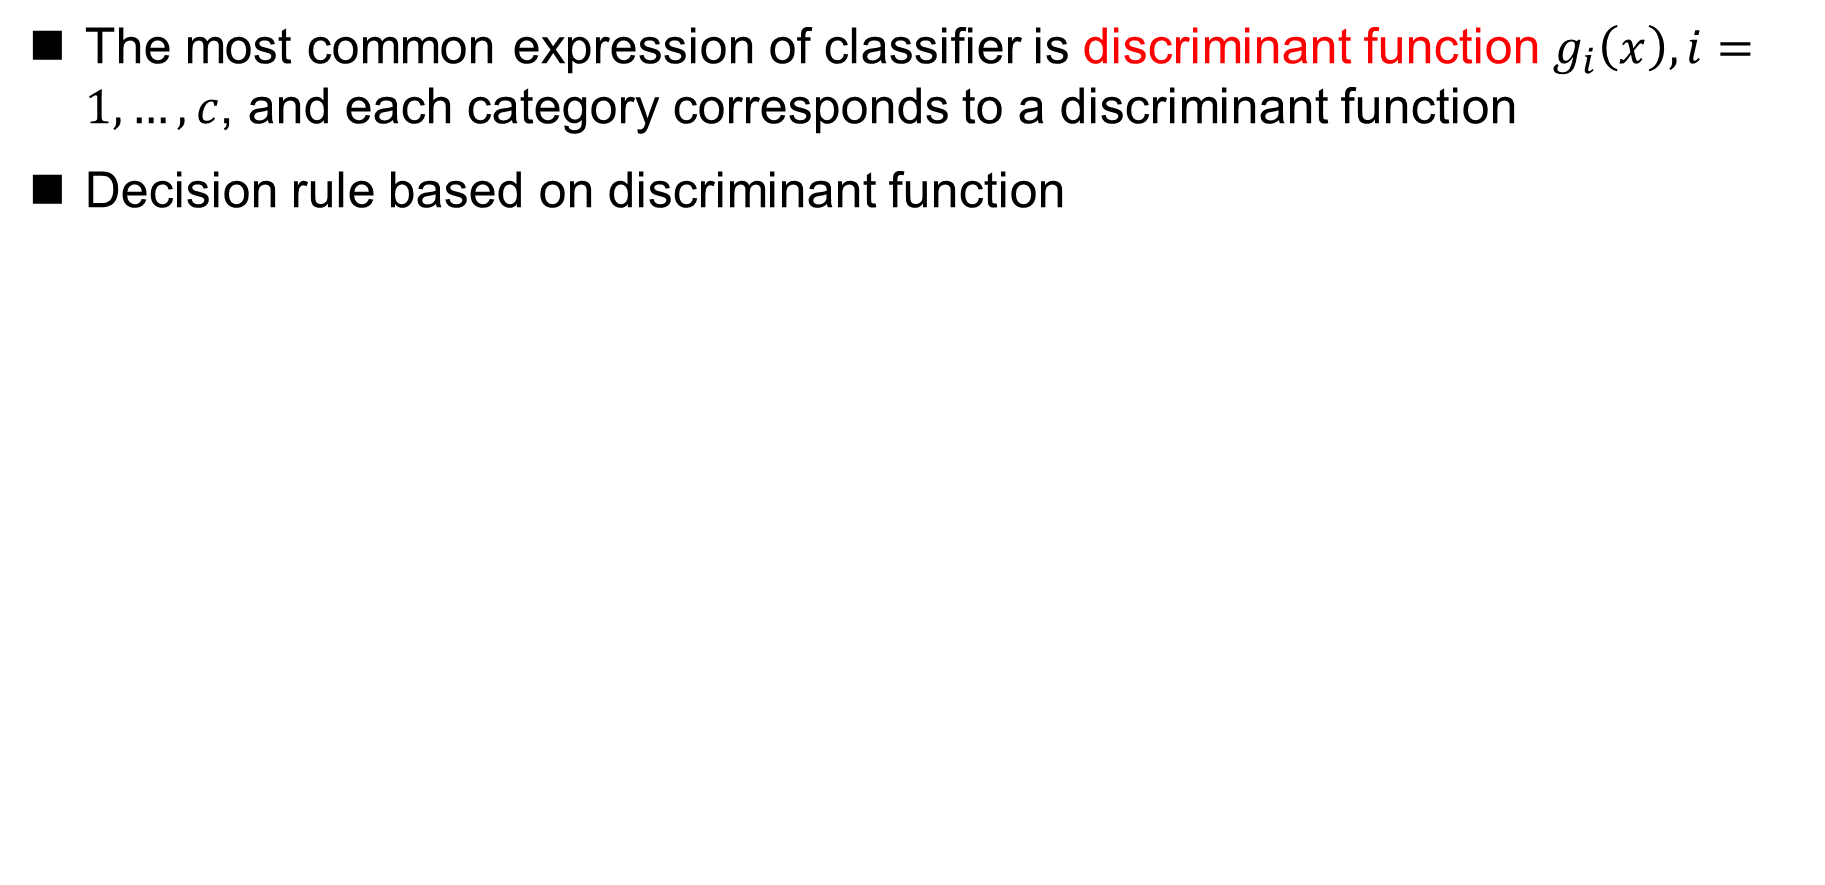 ■ The most common expression of classifier is discriminant function 𝑔ᵢ(𝑥), 𝑖 =
1, … , 𝑐, and each category corresponds to a discriminant function
■ Decision rule based on discriminant function